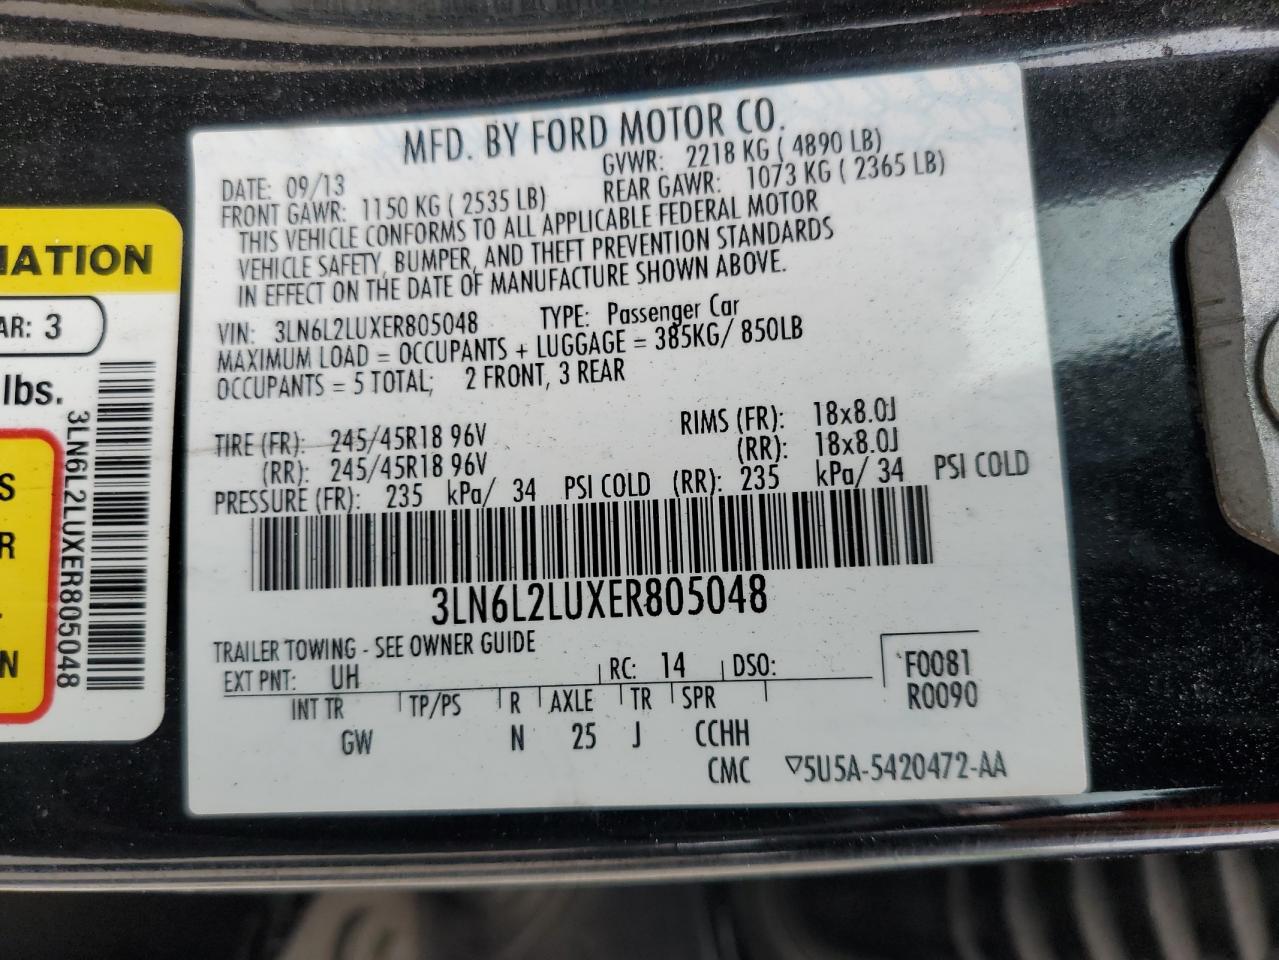 MFD. BY FORD MOTOR CO.
DATE: 09/13 GVWR: 2218 KG ( 4890 LB)
FRONT GAWR: 1150 KG ( 2535 LB) REAR GAWR: 1073 KG ( 2365 LB)
THIS VEHICLE CONFORMS TO ALL APPLICABLE FEDERAL MOTOR
VEHICLE SAFETY, BUMPER, AND THEFT PREVENTION STANDARDS
IN EFFECT ON THE DATE OF MANUFACTURE SHOWN ABOVE.
VIN: 3LN6L2LUXER805048 TYPE: Passenger Car
MAXIMUM LOAD = OCCUPANTS + LUGGAGE = 385KG/ 850LB
OCCUPANTS = 5 TOTAL; 2 FRONT, 3 REAR
TIRE (FR): 245/45R18 96V RIMS (FR): 18x8.0J
(RR): 245/45R18 96V (RR): 18x8.0J
PRESSURE (FR): 235 kPa/ 34 PSI COLD (RR): 235 kPa/ 34 PSI COLD
3LN6L2LUXER805048
TRAILER TOWING - SEE OWNER GUIDE
EXT PNT: UH RC: 14 DSO: F0081
INT TR TP/PS R AXLE TR SPR R0090
GW N 25 J CCHH
CMC ▽5U5A-5420472-AA
MATION
AR: 3
lbs.
3LN6L2LUXER805048
S
R
N